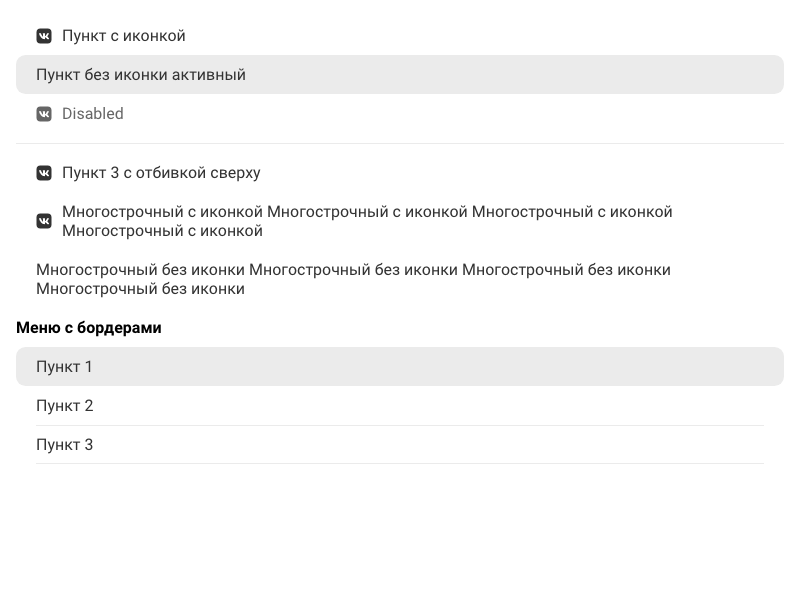 Пункт с иконкой
Пункт без иконки активный
Disabled
Пункт 3 с отбивкой сверху
Многострочный с иконкой Многострочный с иконкой Многострочный с иконкой
Многострочный с иконкой
Многострочный без иконки Многострочный без иконки Многострочный без иконки
Многострочный без иконки
Меню с бордерами
Пункт 1
Пункт 2
Пункт 3